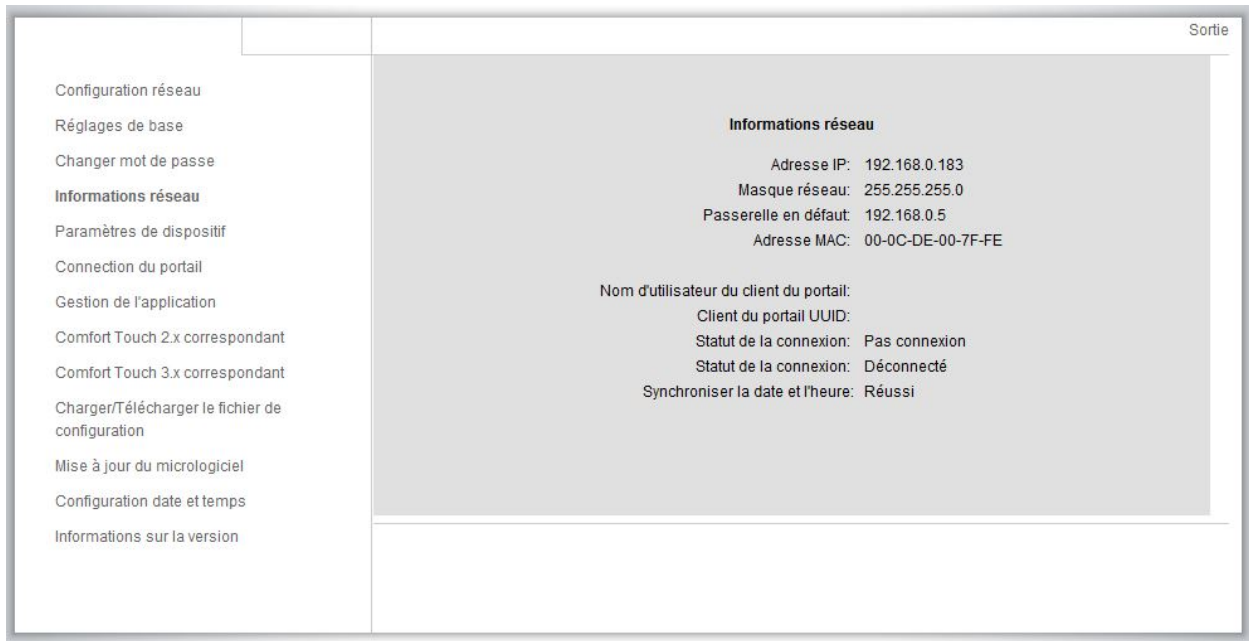 Sortie
Configuration réseau
Réglages de base
Changer mot de passe
Informations réseau
Paramètres de dispositif
Connection du portail
Gestion de l'application
Comfort Touch 2.x correspondant
Comfort Touch 3.x correspondant
Charger/Télécharger le fichier de
configuration
Mise à jour du micrologiciel
Configuration date et temps
Informations sur la version
Informations réseau
Adresse IP: 192.168.0.183
Masque réseau: 255.255.255.0
Passerelle en défaut: 192.168.0.5
Adresse MAC: 00-0C-DE-00-7F-FE
Nom d'utilisateur du client du portail:
Client du portail UUID:
Statut de la connexion: Pas connexion
Statut de la connexion: Déconnecté
Synchroniser la date et l'heure: Réussi